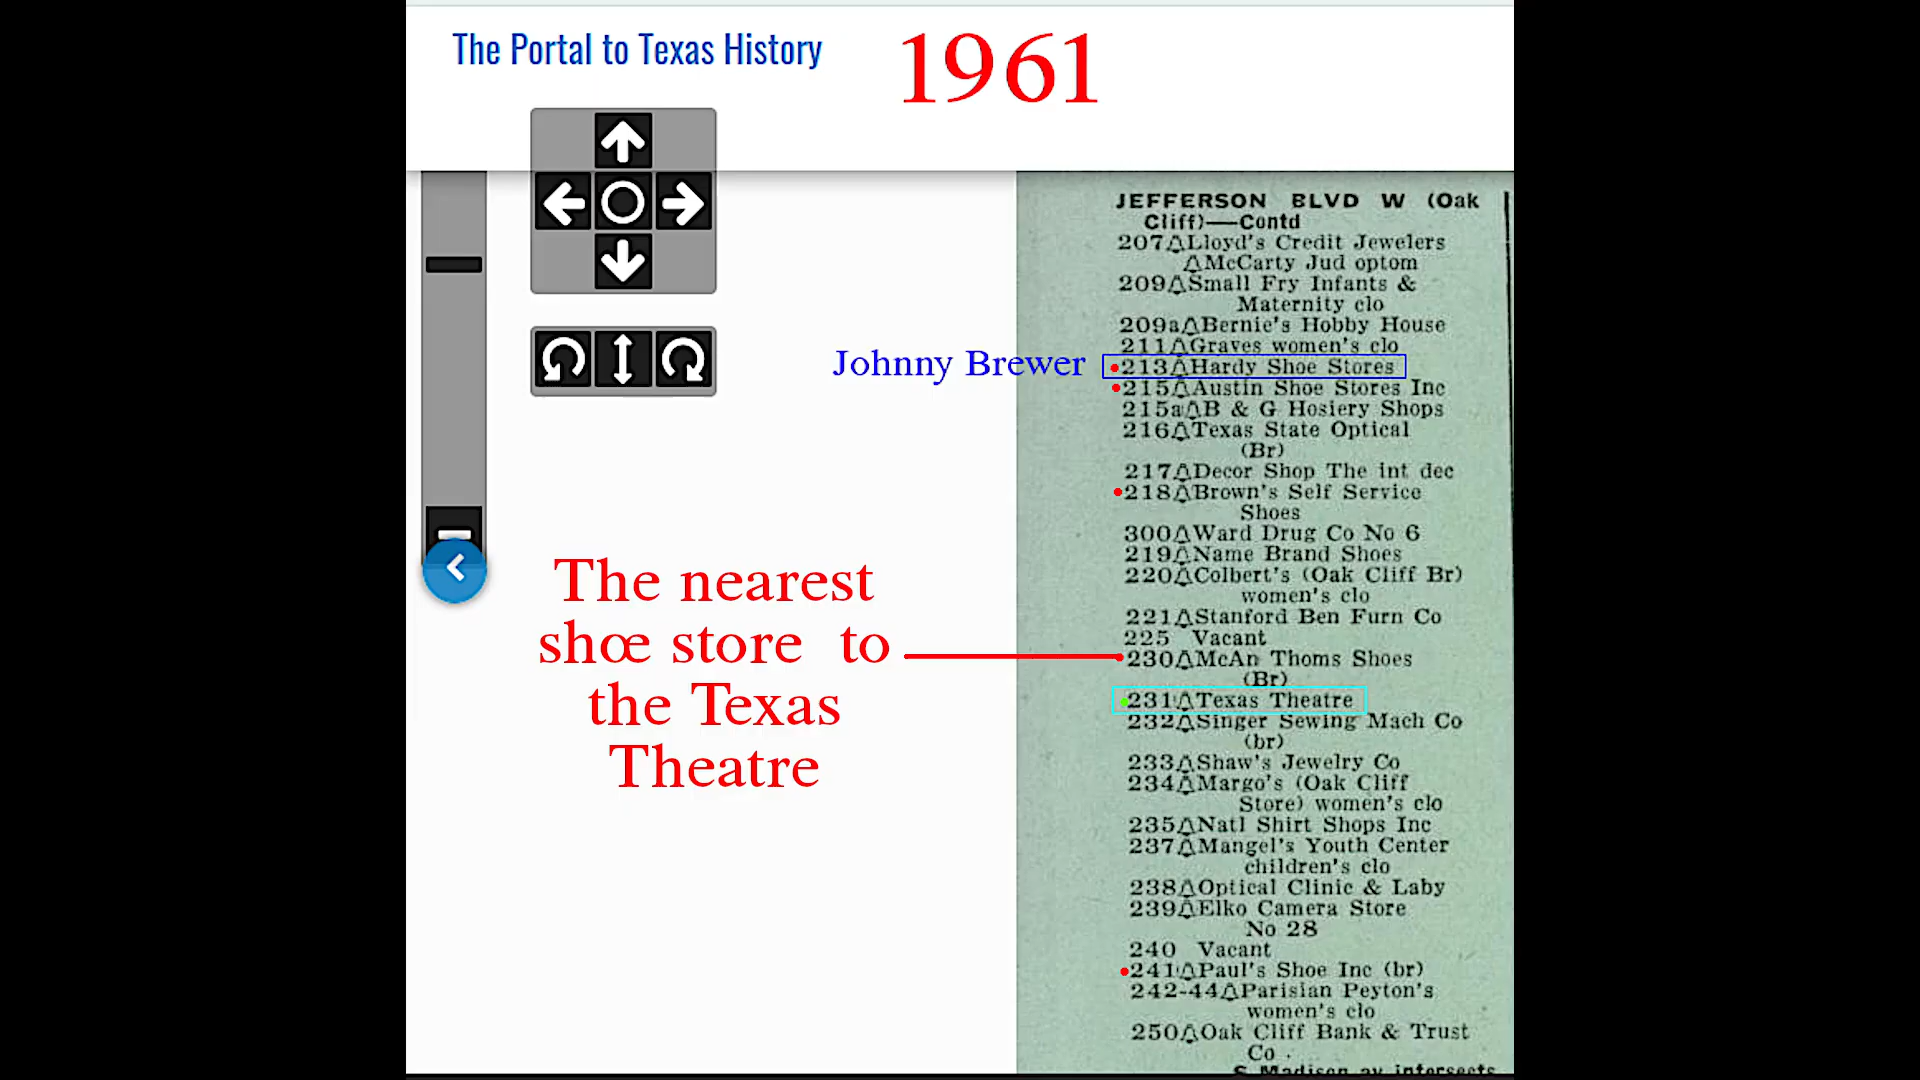 The Portal to Texas History
1961
JEFFERSON BLVD W (Oak
Cliff)—Contd
207△Lloyd's Credit Jewelers
△McCarty Jud optom
209△Small Fry Infants &
Maternity clo
209a△Bernie's Hobby House
211△Graves women's clo
Johnny Brewer
213△Hardy Shoe Stores
215△Austin Shoe Stores Inc
215a△B & G Hosiery Shops
216△Texas State Optical
(Br)
217△Decor Shop The int dec
218△Brown's Self Service
Shoes
300△Ward Drug Co No 6
219△Name Brand Shoes
220△Colbert's (Oak Cliff Br)
women's clo
221△Stanford Ben Furn Co
225 Vacant
230△McAn Thoms Shoes
(Br)
231△Texas Theatre
232△Singer Sewing Mach Co
(br)
233△Shaw's Jewelry Co
234△Margo's (Oak Cliff
Store) women's clo
235△Natl Shirt Shops Inc
237△Mangel's Youth Center
children's clo
238△Optical Clinic & Laby
239△Elko Camera Store
No 28
240 Vacant
241△Paul's Shoe Inc (br)
242-44△Parisian Peyton's
women's clo
250△Oak Cliff Bank & Trust
Co
S Madison av intersects
The nearest
shoe store to
the Texas
Theatre